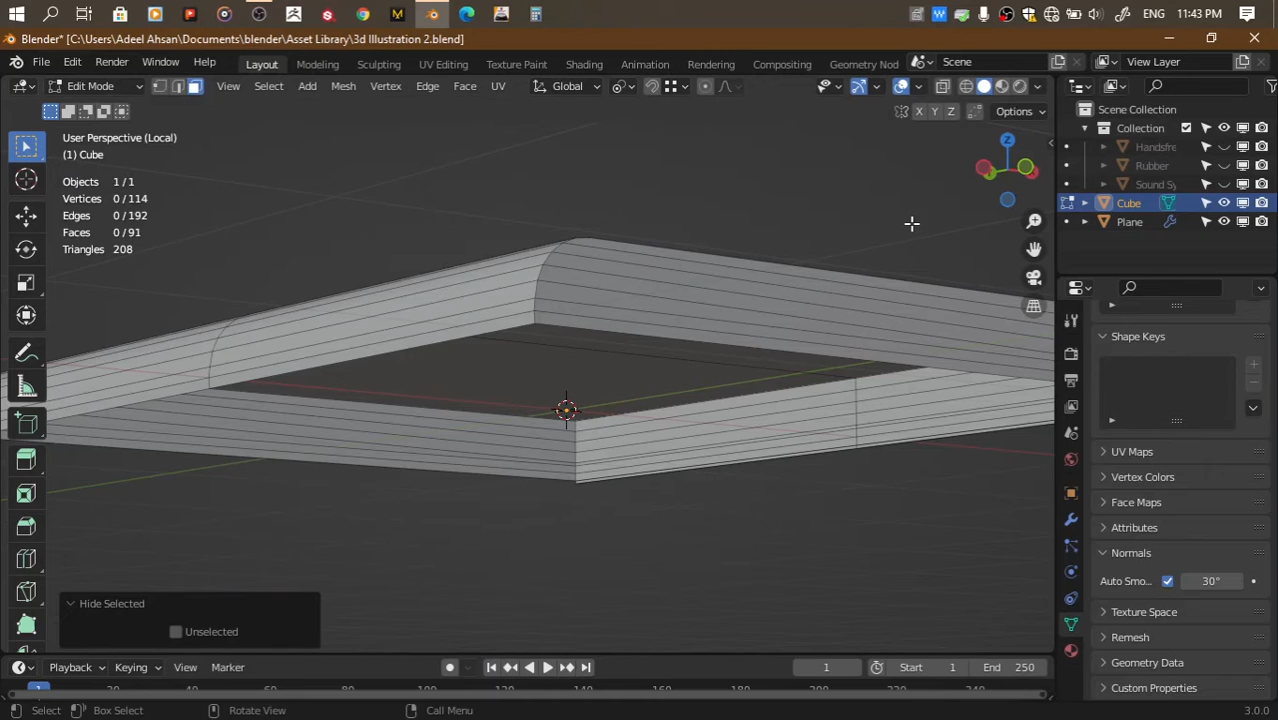 ENG 11:43 PM
Blender* [C:\Users\Adeel Ahsan\Documents\blender\Asset Library\3d Illustration 2.blend]
File Edit Render Window Help Layout Modeling Sculpting UV Editing Texture Paint Shading Animation Rendering Compositing Geometry Nod Scene View Layer
Edit Mode View Select Add Mesh Vertex Edge Face UV Global
X Y Z Options
User Perspective (Local)
(1) Cube
Objects 1/1
Vertices 0/114
Edges 0/192
Faces 0/91
Triangles 208
Z
Scene Collection
Collection
Handsfre
Rubber
Sound Sy
Cube
Plane
Shape Keys
UV Maps
Vertex Colors
Face Maps
Attributes
Normals
Auto Smo... 30°
Texture Space
Remesh
Geometry Data
Custom Properties
Hide Selected
Unselected
Playback Keying View Marker 1 Start 1 End 250
Select Box Select Rotate View Call Menu 3.0.0